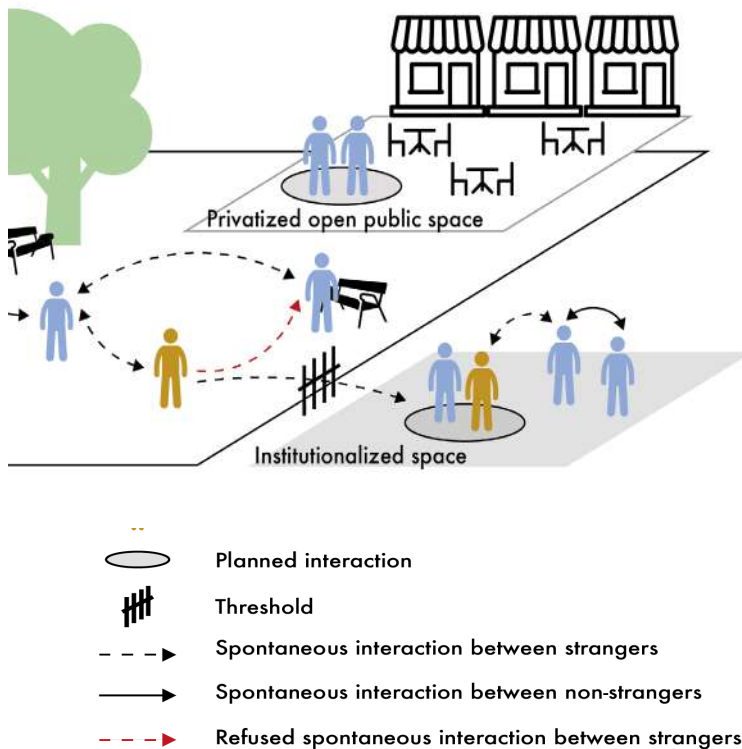 Privatized open public space
Institutionalized space
Planned interaction
Threshold
Spontaneous interaction between strangers
Spontaneous interaction between non-strangers
Refused spontaneous interaction between strangers